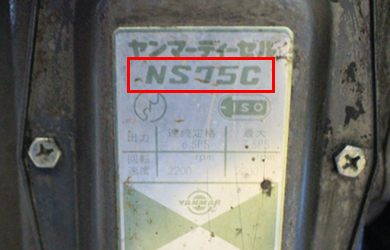 ヤンマーディーゼル
NS75C
ISO
出力 連続定格 最大
6.5PS
回転速度 rpm rpm
2200
YANMAR